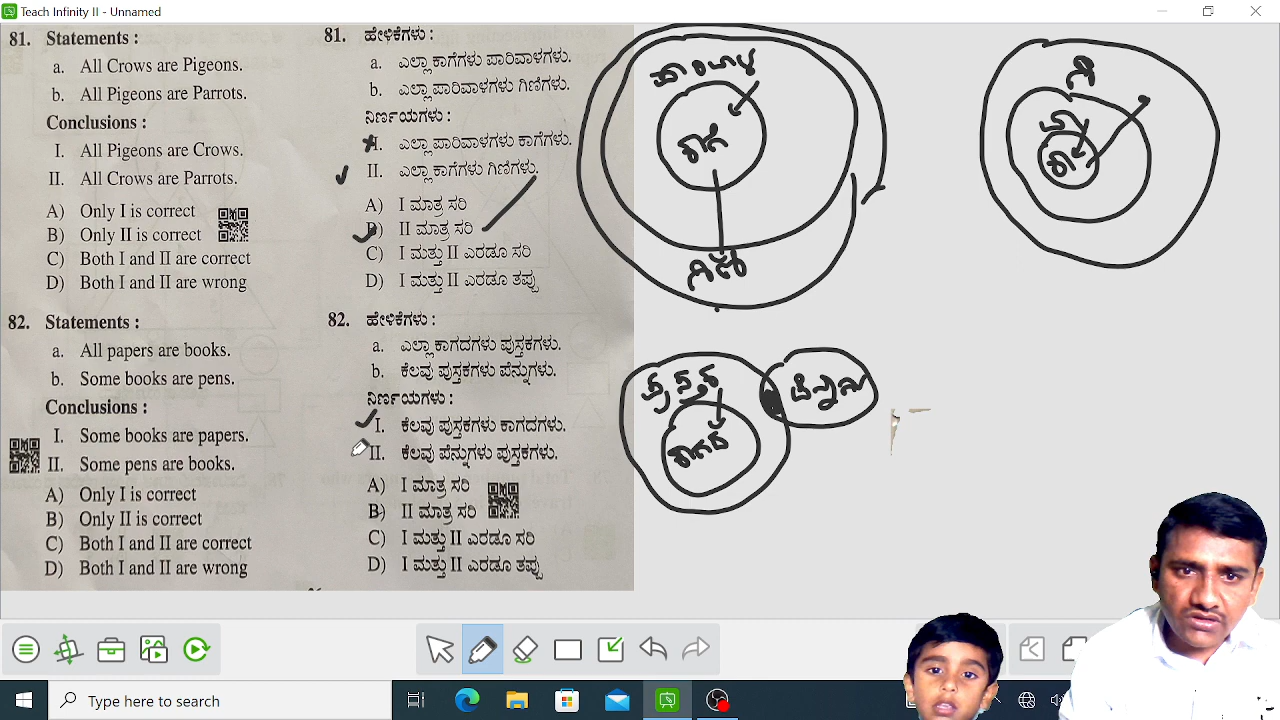 Teach Infinity II - Unnamed
81. Statements :
a. All Crows are Pigeons.
b. All Pigeons are Parrots.
Conclusions :
I. All Pigeons are Crows.
II. All Crows are Parrots.
A) Only I is correct
B) Only II is correct
C) Both I and II are correct
D) Both I and II are wrong
82. Statements :
a. All papers are books.
b. Some books are pens.
Conclusions :
I. Some books are papers.
II. Some pens are books.
A) Only I is correct
B) Only II is correct
C) Both I and II are correct
D) Both I and II are wrong
81. ಹೇಳಿಕೆಗಳು :
a. ಎಲ್ಲಾ ಕಾಗೆಗಳು ಪಾರಿವಾಳಗಳು.
b. ಎಲ್ಲಾ ಪಾರಿವಾಳಗಳು ಗಿಣಿಗಳು.
ನಿರ್ಣಯಗಳು :
I. ಎಲ್ಲಾ ಪಾರಿವಾಳಗಳು ಕಾಗೆಗಳು.
II. ಎಲ್ಲಾ ಕಾಗೆಗಳು ಗಿಣಿಗಳು.
A) I ಮಾತ್ರ ಸರಿ
B) II ಮಾತ್ರ ಸರಿ
C) I ಮತ್ತು II ಎರಡೂ ಸರಿ
D) I ಮತ್ತು II ಎರಡೂ ತಪ್ಪು
82. ಹೇಳಿಕೆಗಳು :
a. ಎಲ್ಲಾ ಕಾಗದಗಳು ಪುಸ್ತಕಗಳು.
b. ಕೆಲವು ಪುಸ್ತಕಗಳು ಪೆನ್ನುಗಳು.
ನಿರ್ಣಯಗಳು :
I. ಕೆಲವು ಪುಸ್ತಕಗಳು ಕಾಗದಗಳು.
II. ಕೆಲವು ಪೆನ್ನುಗಳು ಪುಸ್ತಕಗಳು.
A) I ಮಾತ್ರ ಸರಿ
B) II ಮಾತ್ರ ಸರಿ
C) I ಮತ್ತು II ಎರಡೂ ಸರಿ
D) I ಮತ್ತು II ಎರಡೂ ತಪ್ಪು
ಪಾರಿವಾಳ
ಕಾಗೆ
ಗಿಣಿ
ಗಿ
ಪಾ
ಕಾ
ಪುಸ್ತಕ
ಕಾಗದ
ಪೆನ್ನು
Type here to search